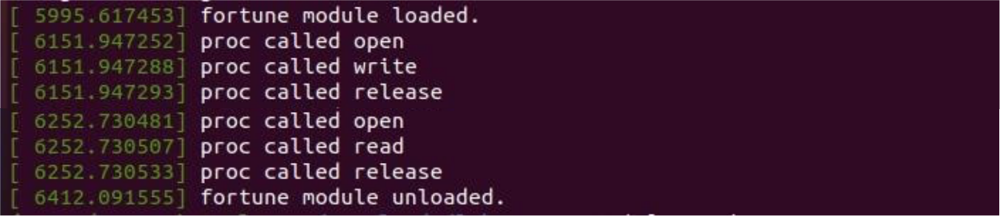 [ 5995.617453] fortune module loaded.
[ 6151.947252] proc called open
[ 6151.947288] proc called write
[ 6151.947293] proc called release
[ 6252.730481] proc called open
[ 6252.730507] proc called read
[ 6252.730533] proc called release
[ 6412.091555] fortune module unloaded.